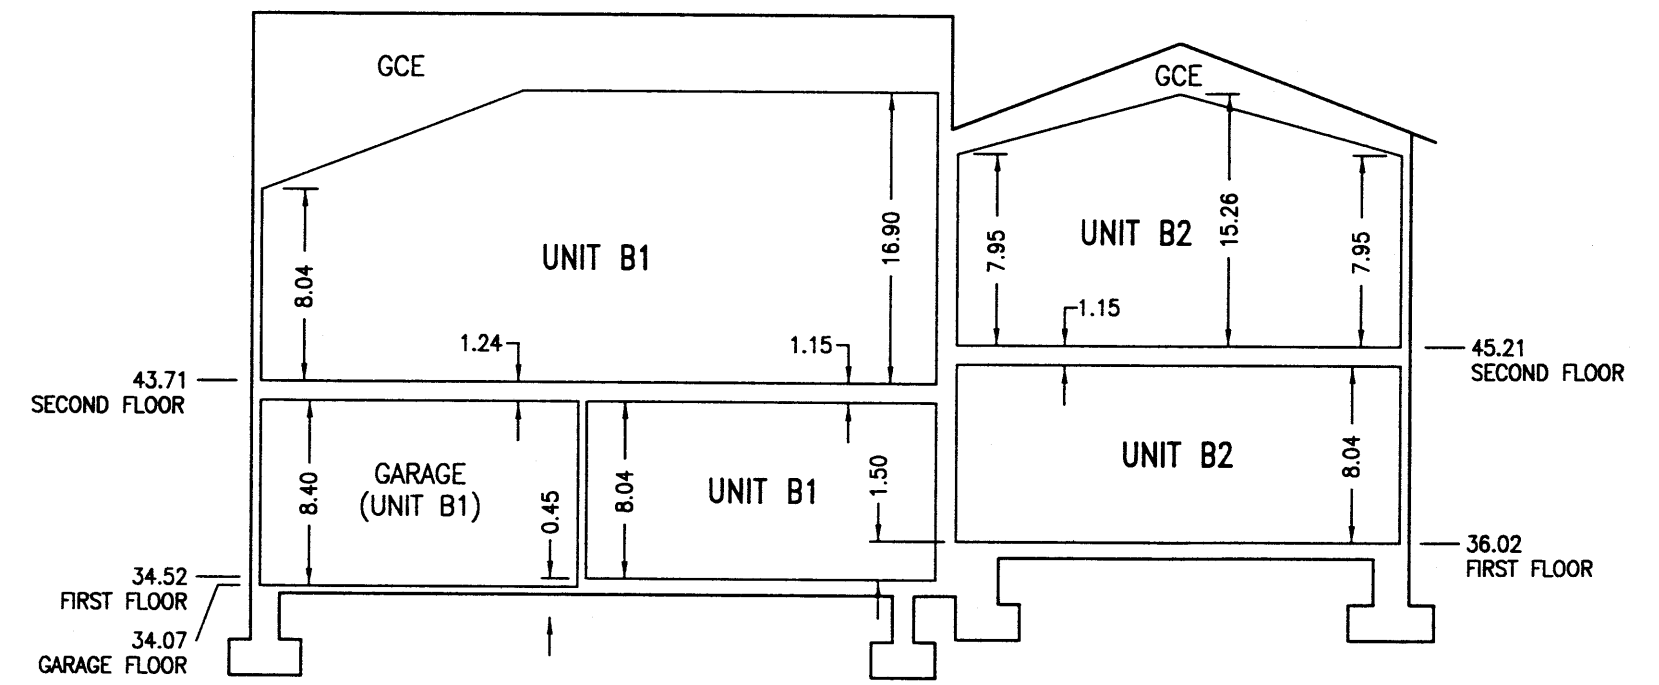 GCE
GCE
16.90
15.26
7.95
7.95
UNIT B1
UNIT B2
8.04
1.24
1.15
1.15
43.71
SECOND FLOOR
45.21
SECOND FLOOR
GARAGE
(UNIT B1)
8.40
0.45
8.04
UNIT B1
1.50
UNIT B2
8.04
34.52
FIRST FLOOR
36.02
FIRST FLOOR
34.07
GARAGE FLOOR